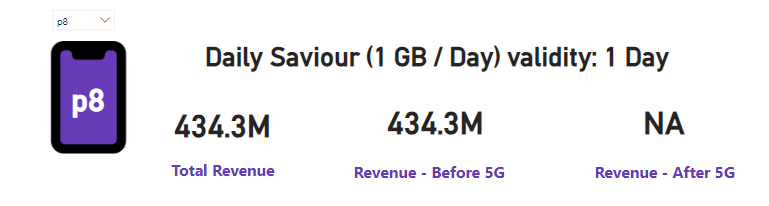 p8
Daily Saviour (1 GB / Day) validity: 1 Day
p8
434.3M
434.3M
NA
Total Revenue
Revenue - Before 5G
Revenue - After 5G